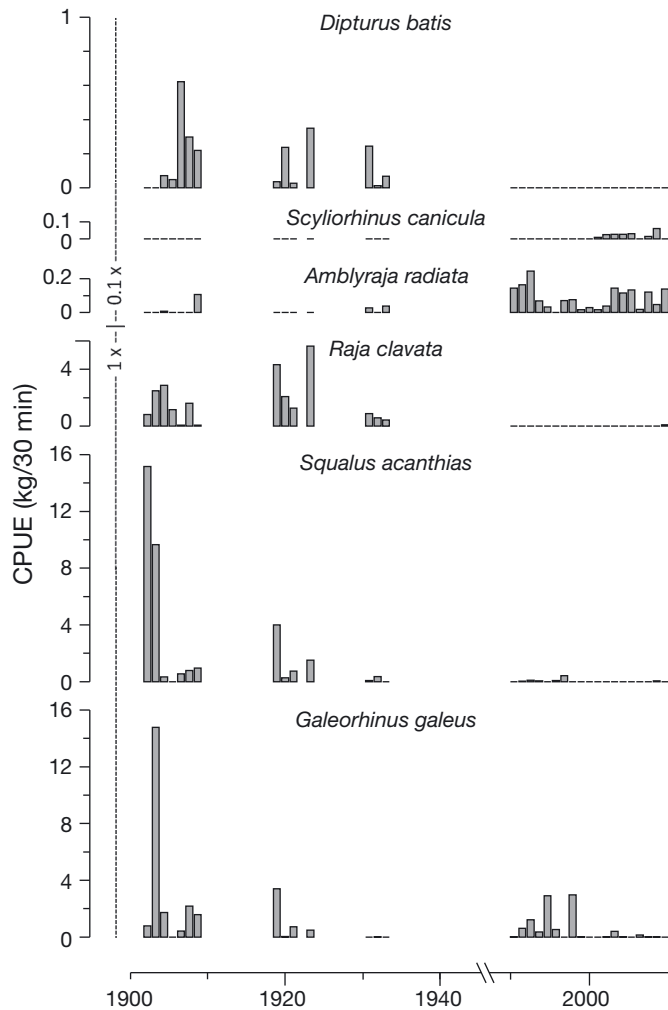 1
Dipturus batis
0
0.1
Scyliorhinus canicula
0
0.2
Amblyraja radiata
0
1 x --|-- 0.1 x
Raja clavata
4
0
CPUE (kg/30 min)
16
Squalus acanthias
12
8
4
0
16
Galeorhinus galeus
12
8
4
0
1900 1920 1940 2000